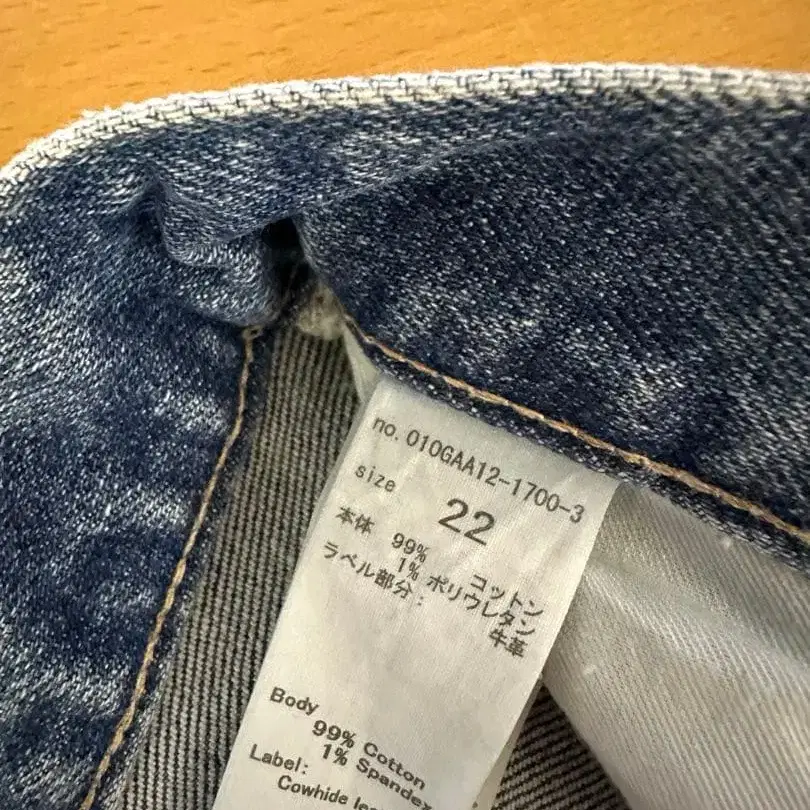 no. 010GAA12-1700-3
size 22
本体 99% コットン
1% ポリウレタン
ラベル部分: 牛革
Body
99% Cotton
1% Spandex
Label:
Cowhide